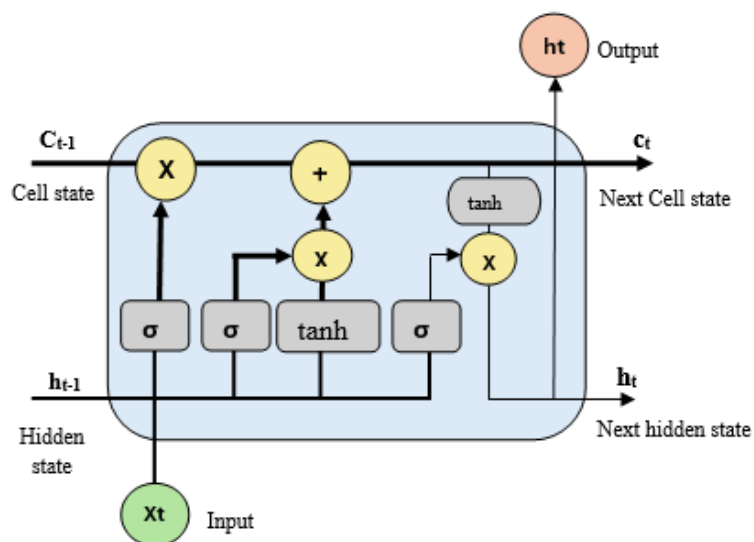 ht
Output
Ct-1
ct
X
+
Cell state
tanh
Next Cell state
X
X
σ
σ
tanh
σ
ht-1
ht
Hidden
state
Next hidden state
Xt
Input